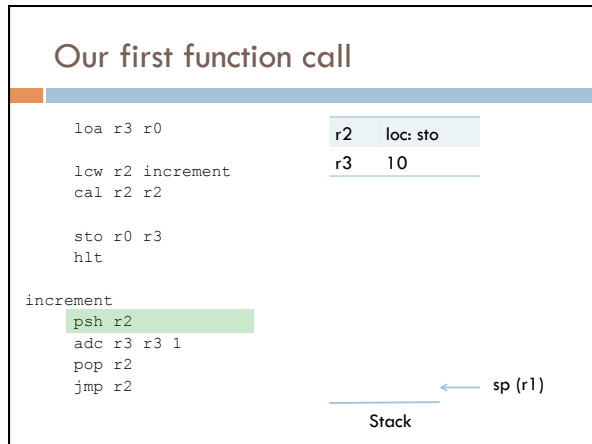 Our first function call
loa r3 r0
lcw r2 increment
cal r2 r2
sto r0 r3
hlt
increment
psh r2
adc r3 r3 1
pop r2
jmp r2
r2 loc: sto
r3 10
sp (r1)
Stack